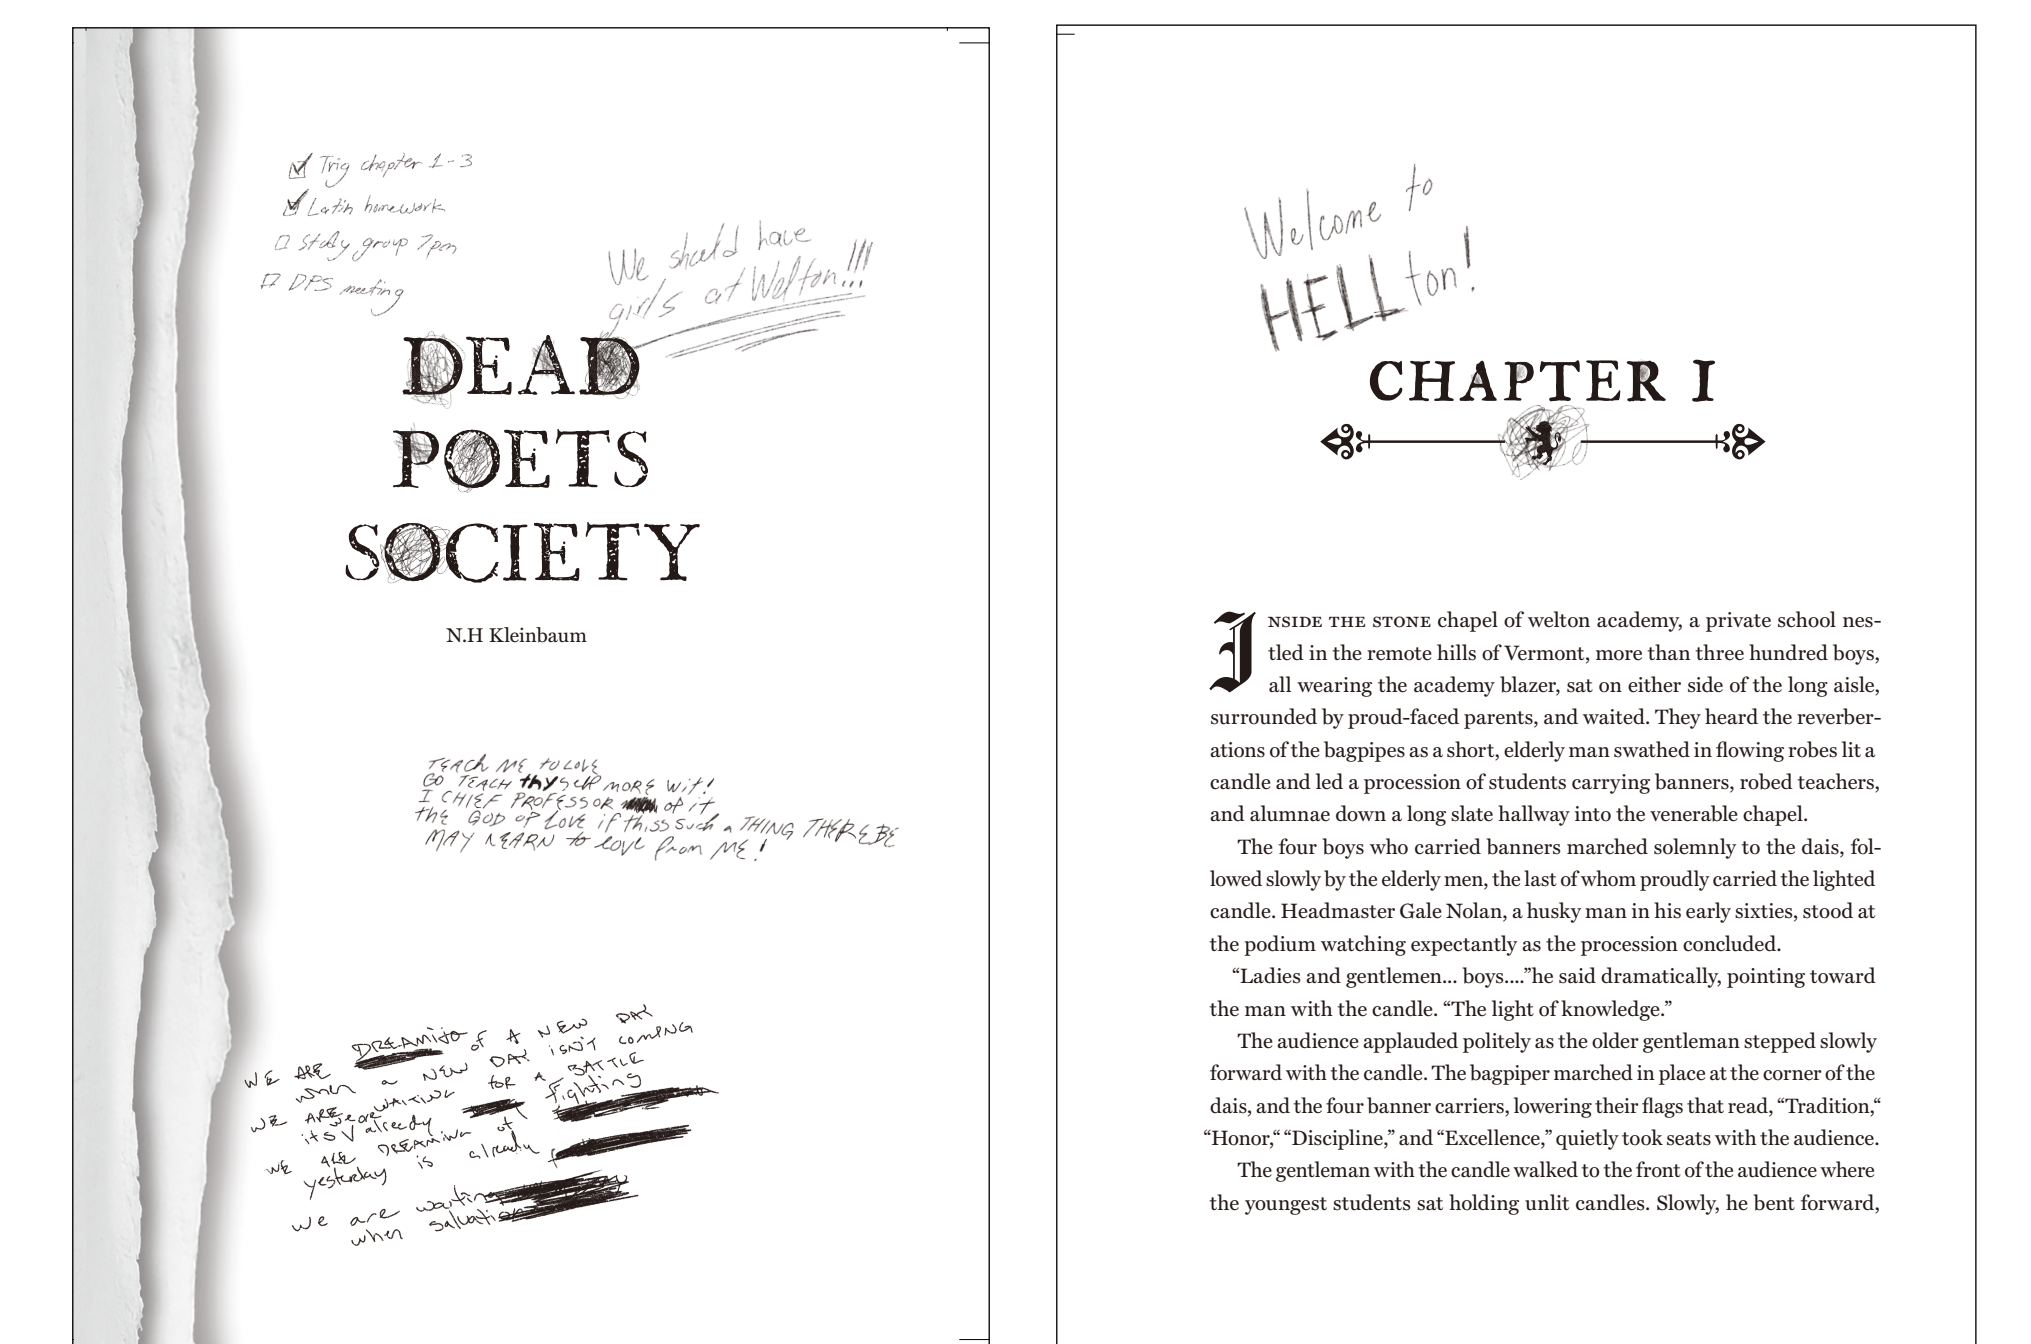 Trig chapter 1-3
Latin homework
Study group 7pm
DPS meeting
We should have
girls at Welton!!!
DEAD
POETS
SOCIETY
N.H Kleinbaum
TEACH ME TO LOVE
GO TEACH thySELF MORE Wit!
I CHIEF PROFESSOR OF it
the GOD OF LOVE if this such a THING THERE BE
MAY LEARN to love from ME!
WE ARE DREAMING of A NEW DAY
when a NEW DAY isN'T comING
WE ARE WAITING FOR A BATTLE
its already fighting
we are
WE ARE DREAMING of
yesterday is already
we are waiting
when salvation
Welcome to
HELLton!
CHAPTER I
INSIDE THE STONE chapel of welton academy, a private school nes-
tled in the remote hills of Vermont, more than three hundred boys,
all wearing the academy blazer, sat on either side of the long aisle,
surrounded by proud-faced parents, and waited. They heard the reverber-
ations of the bagpipes as a short, elderly man swathed in flowing robes lit a
candle and led a procession of students carrying banners, robed teachers,
and alumnae down a long slate hallway into the venerable chapel.
The four boys who carried banners marched solemnly to the dais, fol-
lowed slowly by the elderly men, the last of whom proudly carried the lighted
candle. Headmaster Gale Nolan, a husky man in his early sixties, stood at
the podium watching expectantly as the procession concluded.
“Ladies and gentlemen... boys....”he said dramatically, pointing toward
the man with the candle. “The light of knowledge.”
The audience applauded politely as the older gentleman stepped slowly
forward with the candle. The bagpiper marched in place at the corner of the
dais, and the four banner carriers, lowering their flags that read, “Tradition,“
“Honor,“ “Discipline,” and “Excellence,” quietly took seats with the audience.
The gentleman with the candle walked to the front of the audience where
the youngest students sat holding unlit candles. Slowly, he bent forward,